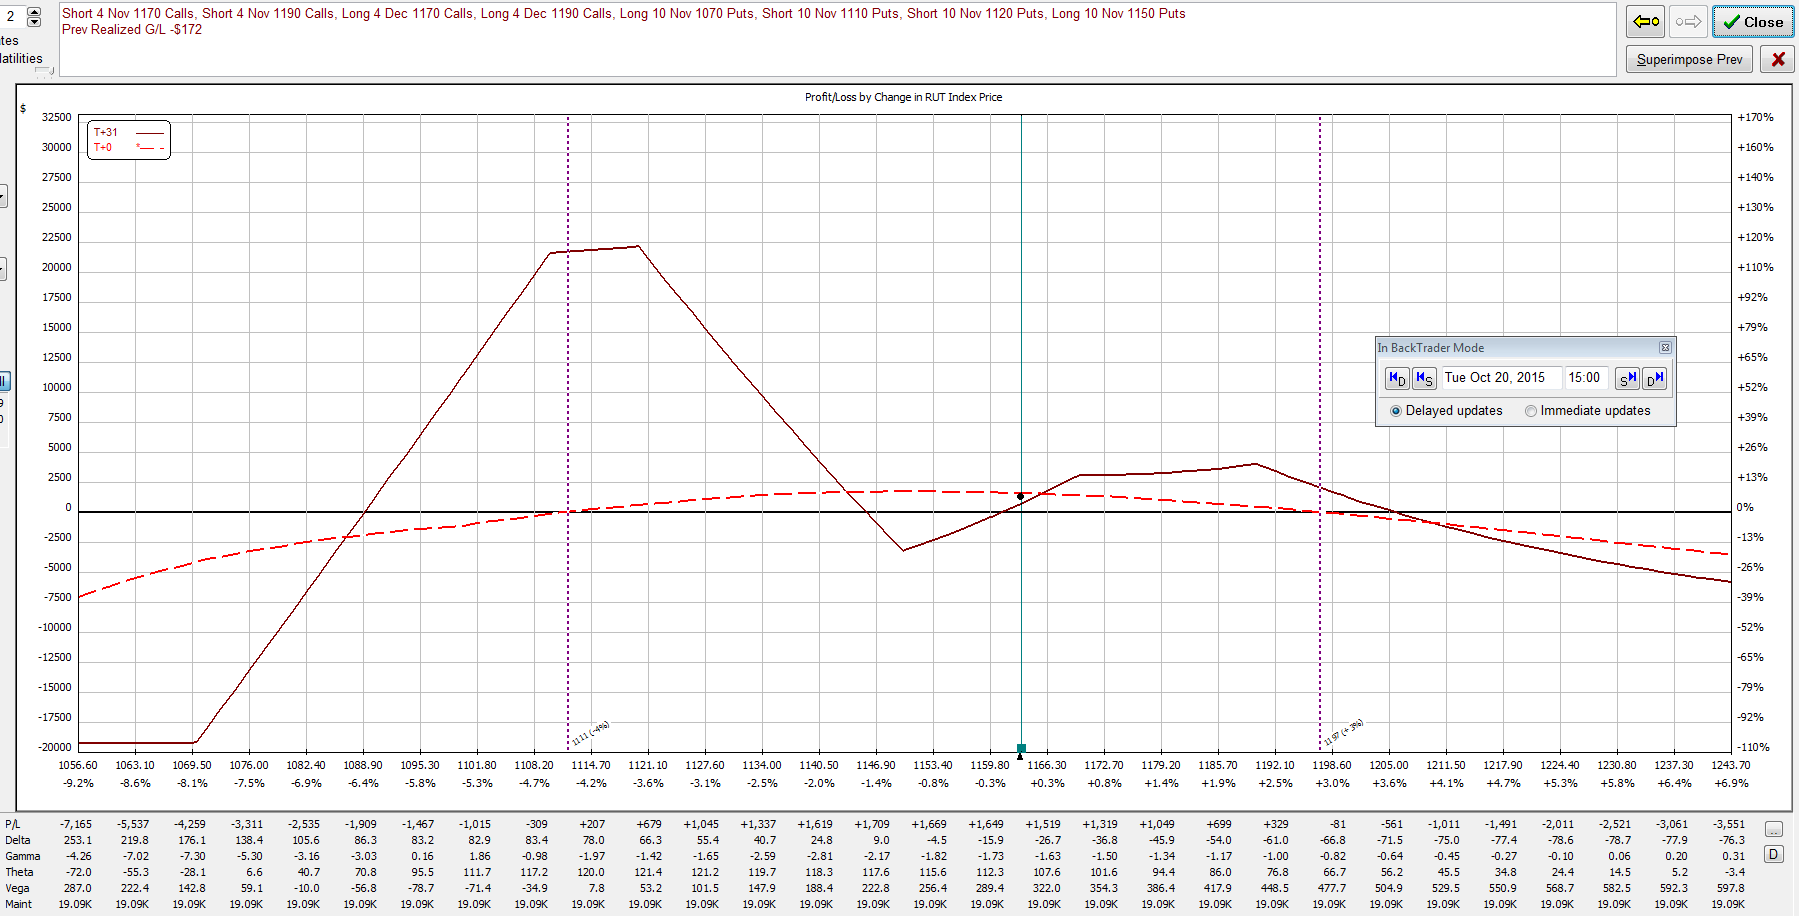 2
Short 4 Nov 1170 Calls, Short 4 Nov 1190 Calls, Long 4 Dec 1170 Calls, Long 4 Dec 1190 Calls, Long 10 Nov 1070 Puts, Short 10 Nov 1110 Puts, Short 10 Nov 1120 Puts, Long 10 Nov 1150 Puts
Prev Realized G/L -$172
Close
Superimpose Prev
Profit/Loss by Change in RUT Index Price
$
T+31
T+0
32500 +170%
30000 +160%
27500 +140%
25000 +130%
22500 +120%
20000 +110%
17500 +92%
15000 +79%
12500 +65%
10000 +52%
7500 +39%
5000 +26%
2500 +13%
0 0%
-2500 -13%
-5000 -26%
-7500 -39%
-10000 -52%
-12500 -65%
-15000 -79%
-17500 -92%
-20000 -110%
In BackTrader Mode
D S Tue Oct 20, 2015 15:00 S D
Delayed updates Immediate updates
1111 (-4%) 1197 (+3%)
1056.60 1063.10 1069.50 1076.00 1082.40 1088.90 1095.30 1101.80 1108.20 1114.70 1121.10 1127.60 1134.00 1140.50 1146.90 1153.40 1159.80 1166.30 1172.70 1179.20 1185.70 1192.10 1198.60 1205.00 1211.50 1217.90 1224.40 1230.80 1237.30 1243.70
-9.2% -8.6% -8.1% -7.5% -6.9% -6.4% -5.8% -5.3% -4.7% -4.2% -3.6% -3.1% -2.5% -2.0% -1.4% -0.8% -0.3% +0.3% +0.8% +1.4% +1.9% +2.5% +3.0% +3.6% +4.1% +4.7% +5.3% +5.8% +6.4% +6.9%
P/L -7,165 -5,537 -4,259 -3,311 -2,535 -1,909 -1,467 -1,015 -309 +207 +679 +1,045 +1,337 +1,619 +1,709 +1,669 +1,649 +1,519 +1,319 +1,049 +699 +329 -81 -561 -1,011 -1,491 -2,011 -2,521 -3,061 -3,551
Delta 253.1 219.8 176.1 138.4 105.6 86.3 83.2 82.9 83.4 78.0 66.3 55.4 40.7 24.8 9.0 -4.5 -15.9 -26.7 -36.8 -45.9 -54.0 -61.0 -66.8 -71.5 -75.0 -77.4 -78.6 -78.7 -77.9 -76.3
Gamma -4.26 -7.02 -7.30 -5.30 -3.16 -3.03 0.16 1.86 -0.98 -1.97 -1.42 -1.65 -2.59 -2.81 -2.17 -1.82 -1.73 -1.63 -1.50 -1.34 -1.17 -1.00 -0.82 -0.64 -0.45 -0.27 -0.10 0.06 0.20 0.31
Theta -72.0 -55.3 -28.1 6.6 40.7 70.8 95.5 111.7 117.2 120.0 121.4 121.2 119.7 118.3 117.6 115.6 112.3 107.6 101.6 94.4 86.0 76.8 66.7 56.2 45.5 34.8 24.4 14.5 5.2 -3.4
Vega 287.0 222.4 142.8 59.1 -10.0 -56.8 -78.7 -71.4 -34.9 7.8 53.2 101.5 147.9 188.4 222.8 256.4 289.4 322.0 354.3 386.4 417.9 448.5 477.7 504.9 529.5 550.9 568.7 582.5 592.3 597.8
Maint 19.09K 19.09K 19.09K 19.09K 19.09K 19.09K 19.09K 19.09K 19.09K 19.09K 19.09K 19.09K 19.09K 19.09K 19.09K 19.09K 19.09K 19.09K 19.09K 19.09K 19.09K 19.09K 19.09K 19.09K 19.09K 19.09K 19.09K 19.09K 19.09K 19.09K
D